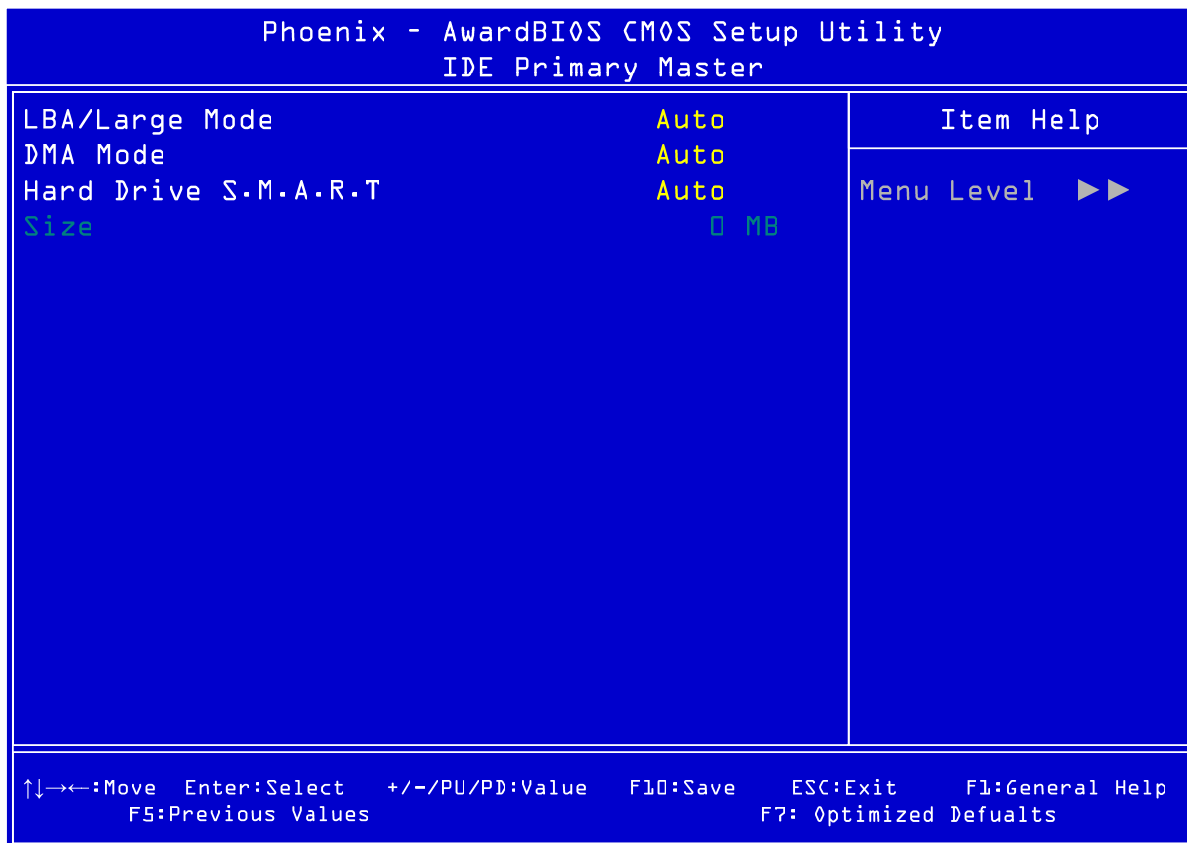 Phoenix - AwardBIOS CMOS Setup Utility
IDE Primary Master
LBA/Large Mode Auto
DMA Mode Auto
Hard Drive S.M.A.R.T Auto
Size 0 MB
Item Help
Menu Level ▶▶
↑↓→←:Move Enter:Select +/-/PU/PD:Value F10:Save ESC:Exit F1:General Help
F5:Previous Values F7: Optimized Defualts